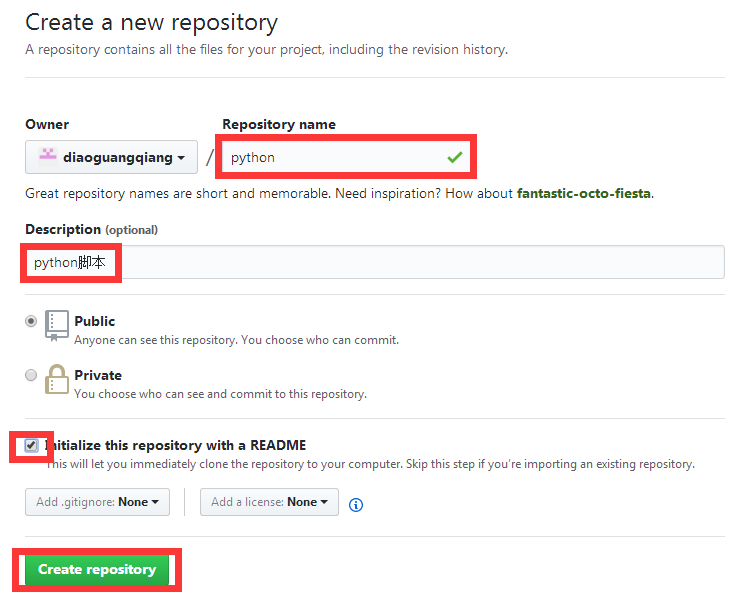 Create a new repository
A repository contains all the files for your project, including the revision history.
Owner
Repository name
diaoguangqiang / python
Great repository names are short and memorable. Need inspiration? How about fantastic-octo-fiesta.
Description (optional)
python脚本
Public
Anyone can see this repository. You choose who can commit.
Private
You choose who can see and commit to this repository.
Initialize this repository with a README
This will let you immediately clone the repository to your computer. Skip this step if you're importing an existing repository.
Add .gitignore: None
Add a license: None
Create repository